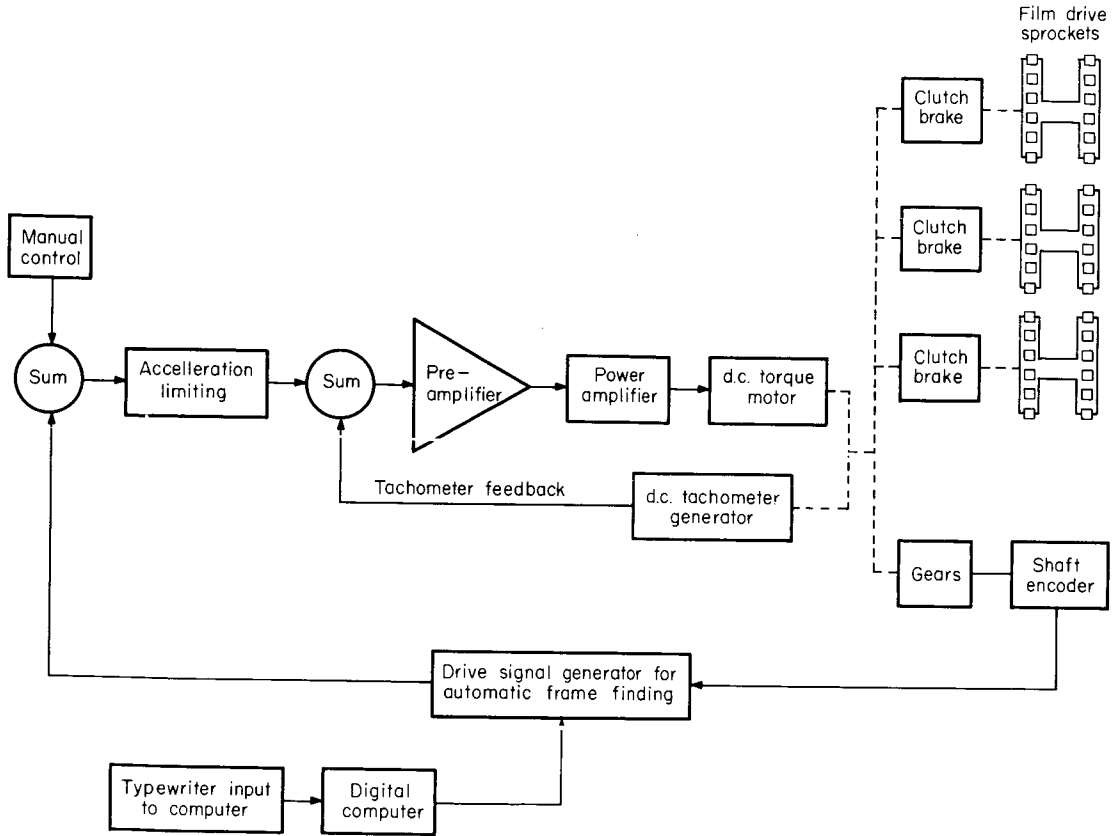 Film drive
sprockets
Clutch
brake
Clutch
brake
Manual
control
Clutch
brake
Sum
Accelleration
limiting
Sum
Pre-
amplifier
Power
amplifier
d.c. torque
motor
Tachometer feedback
d.c. tachometer
generator
Gears
Shaft
encoder
Drive signal generator for
automatic frame finding
Typewriter input
to computer
Digital
computer